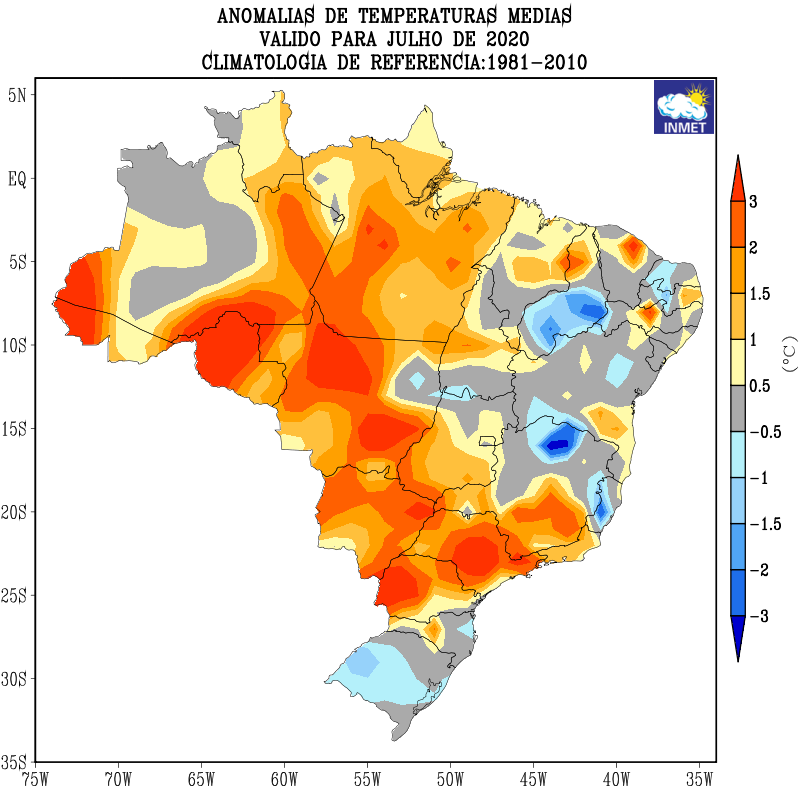 ANOMALIAS DE TEMPERATURAS MEDIAS
VALIDO PARA JULHO DE 2020
CLIMATOLOGIA DE REFERENCIA:1981-2010
INMET
5N
EQ
5S
10S
15S
20S
25S
30S
35S
75W 70W 65W 60W 55W 50W 45W 40W 35W
3
2
1.5
1
0.5
-0.5
-1
-1.5
-2
-3
(°C)